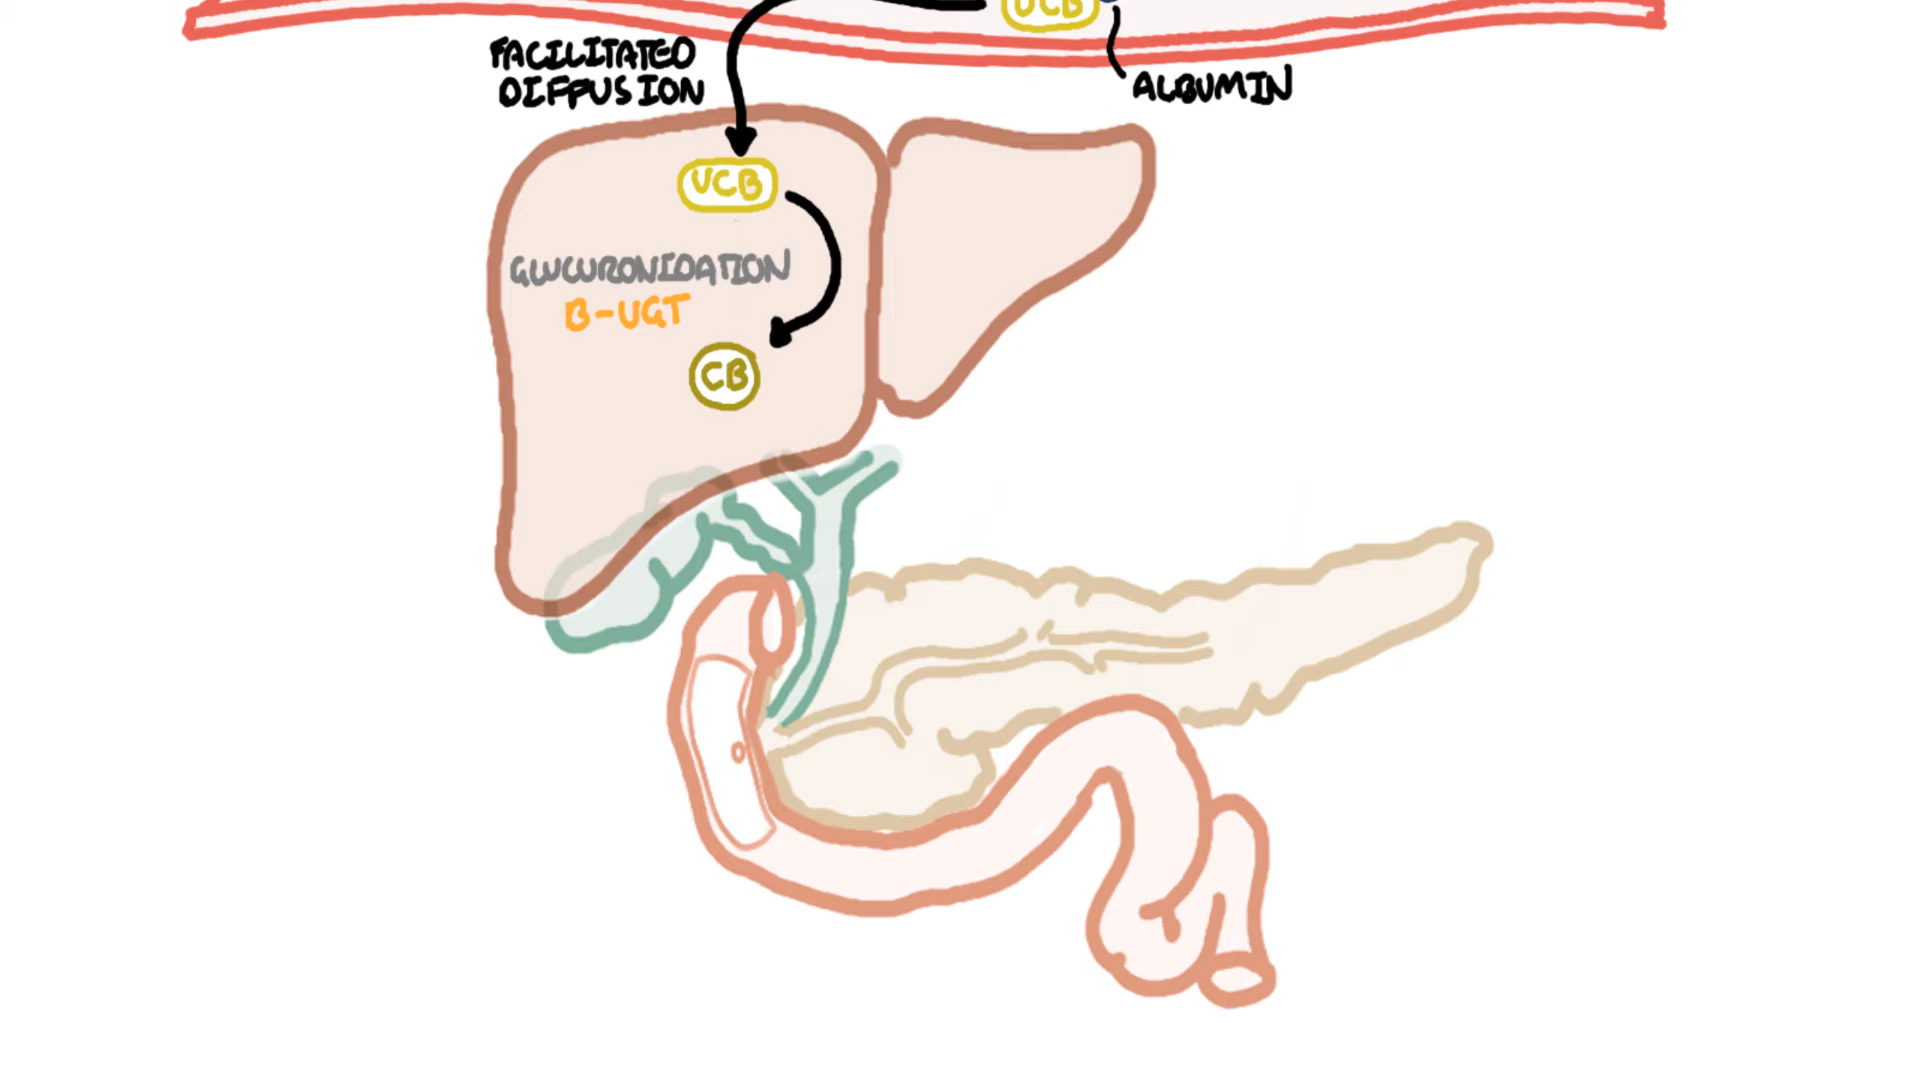 UCB
FACILITATED
DIFFUSION
ALBUMIN
UCB
GLUCURONIDATION
B-UGT
CB